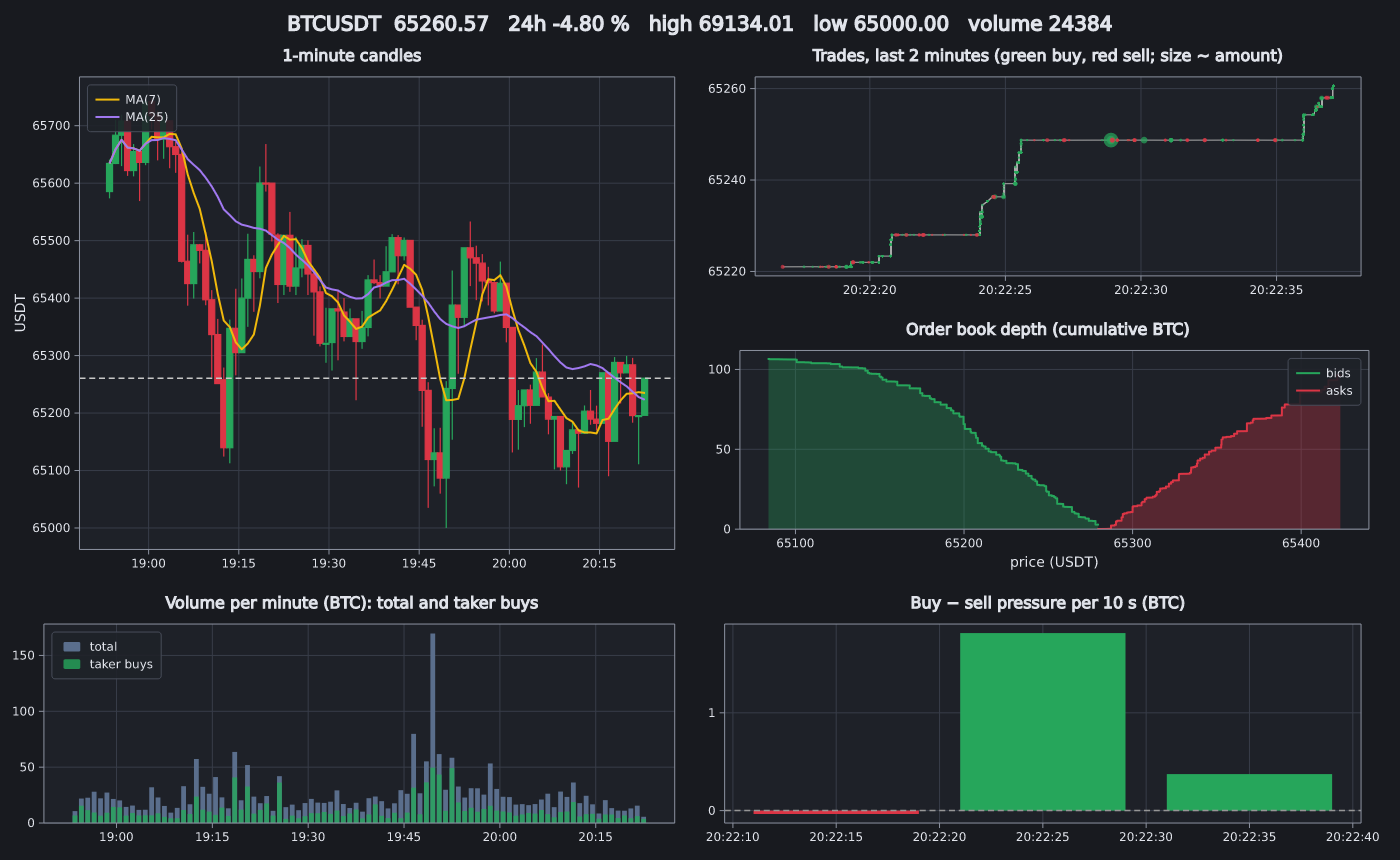 BTCUSDT 65260.57 24h -4.80 % high 69134.01 low 65000.00 volume 24384
1-minute candles
MA(7)
MA(25)
USDT
65700
65600
65500
65400
65300
65200
65100
65000
19:00 19:15 19:30 19:45 20:00 20:15
Trades, last 2 minutes (green buy, red sell; size ~ amount)
65260
65240
65220
20:22:20 20:22:25 20:22:30 20:22:35
Order book depth (cumulative BTC)
bids
asks
100
50
0
65100 65200 65300 65400
price (USDT)
Volume per minute (BTC): total and taker buys
total
taker buys
150
100
50
0
19:00 19:15 19:30 19:45 20:00 20:15
Buy − sell pressure per 10 s (BTC)
1
0
20:22:10 20:22:15 20:22:20 20:22:25 20:22:30 20:22:35 20:22:40